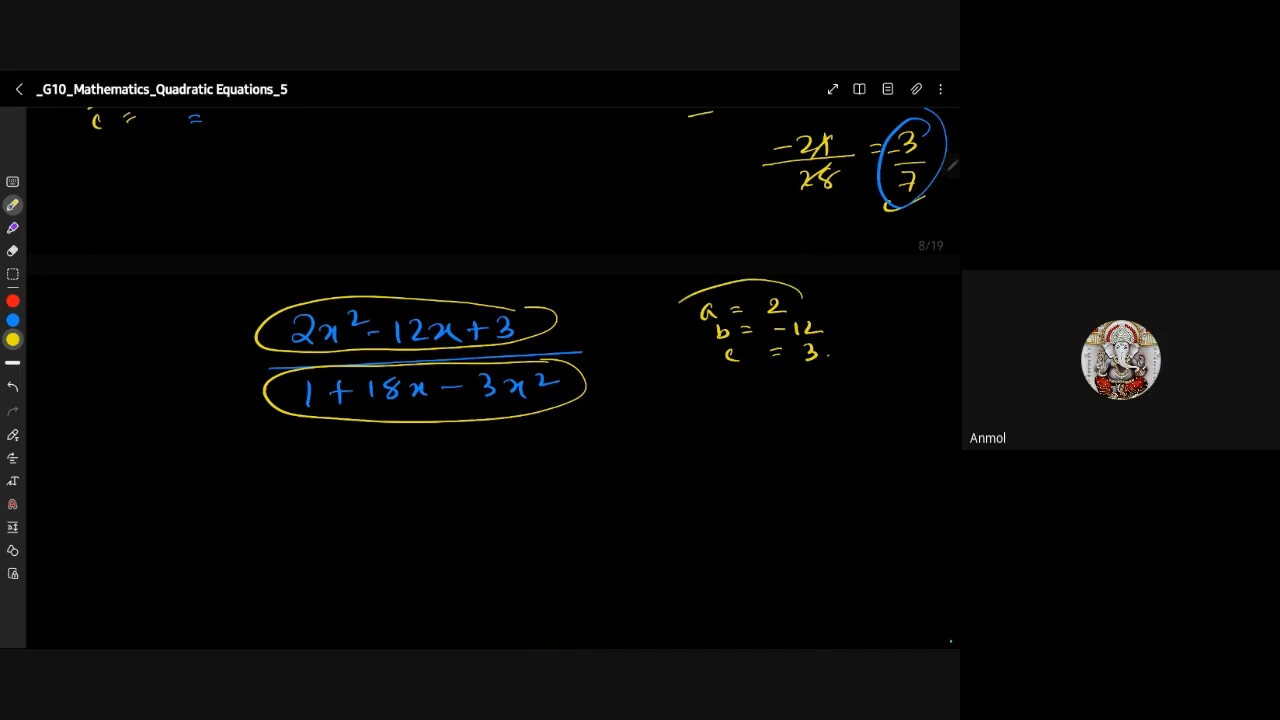 _G10_Mathematics_Quadratic Equations_5
c = =
-21/28 = -3/7
8/19
2x² - 12x + 3
1 + 18x - 3x²
a = 2
b = -12
c = 3.
Anmol